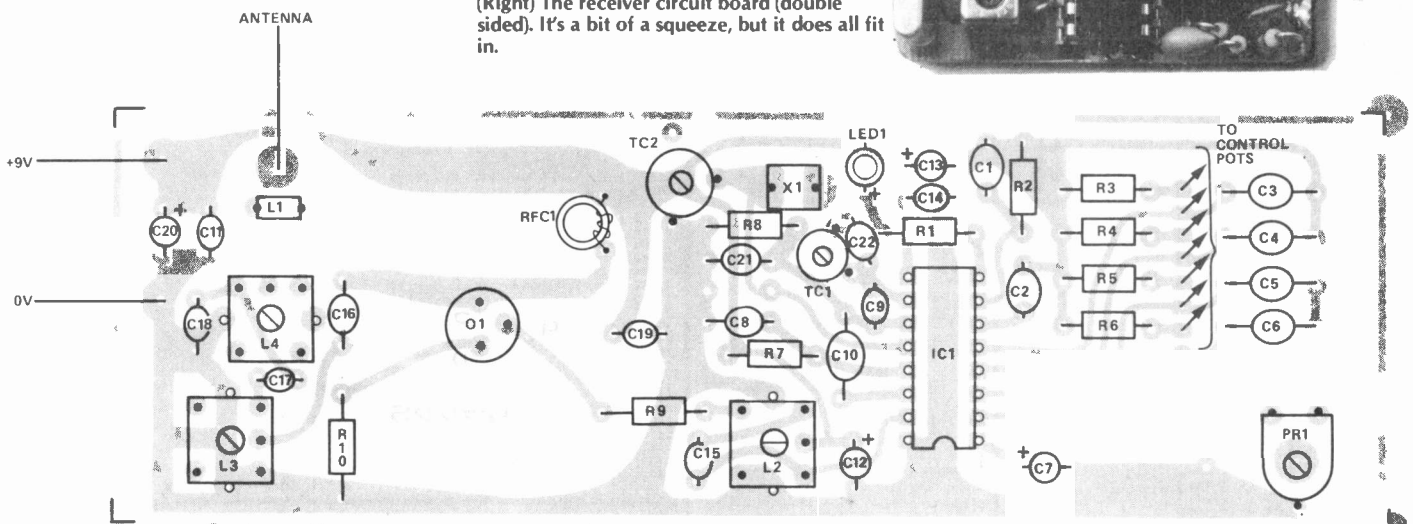 (Right) The receiver circuit board (double
sided). It's a bit of a squeeze, but it does all fit
in.
ANTENNA
+9V
0V
C20
+
C11
L1
RFC1
TC2
X1
LED1
+
C13
+
C14
C1
R2
R3
R4
R5
R6
TO
CONTROL
POTS
C3
C4
C5
C6
R8
C21
TC1
C22
R1
C18
L4
C16
Q1
C19
C8
R7
C10
C9
IC1
C2
C17
L3
R10
R9
C15
L2
C12
+
C7
+
PR1